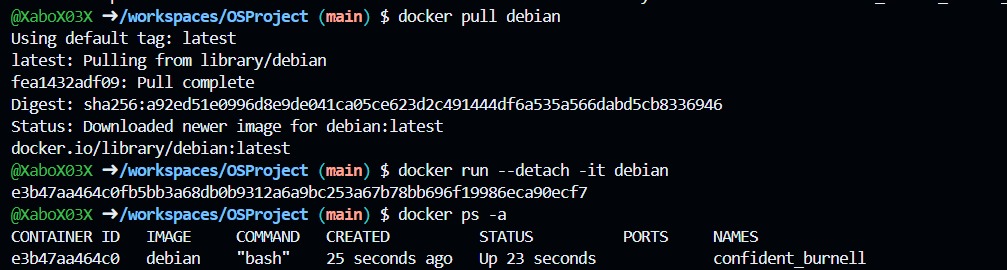 @XaboX03X ➜/workspaces/OSProject (main) $ docker pull debian
Using default tag: latest
latest: Pulling from library/debian
fea1432adf09: Pull complete
Digest: sha256:a92ed51e0996d8e9de041ca05ce623d2c491444df6a535a566dabd5cb8336946
Status: Downloaded newer image for debian:latest
docker.io/library/debian:latest
@XaboX03X ➜/workspaces/OSProject (main) $ docker run --detach -it debian
e3b47aa464c0fb5bb3a68db0b9312a6a9bc253a67b78bb696f19986eca90ecf7
@XaboX03X ➜/workspaces/OSProject (main) $ docker ps -a
CONTAINER ID   IMAGE     COMMAND   CREATED          STATUS          PORTS     NAMES
e3b47aa464c0   debian    "bash"    25 seconds ago   Up 23 seconds             confident_burnell